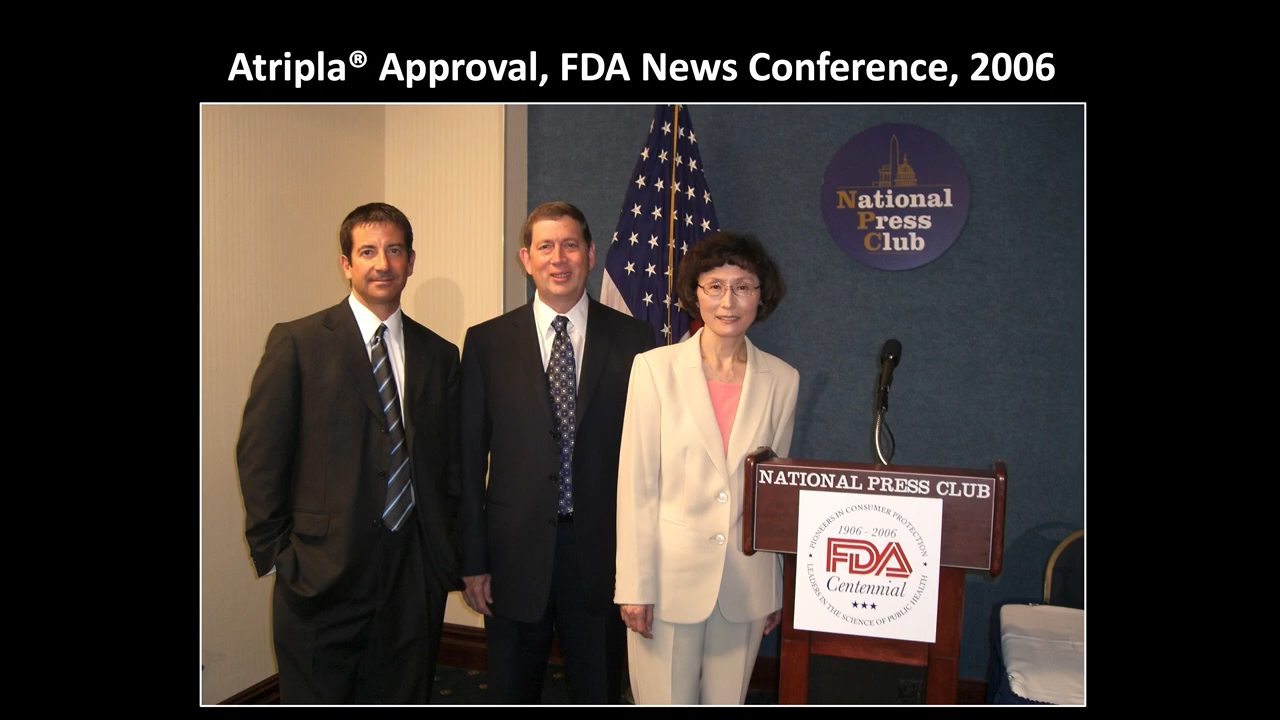 Atripla® Approval, FDA News Conference, 2006
National
Press
Club
NATIONAL PRESS CLUB
PIONEERS IN CONSUMER PROTECTION
1906 - 2006
FDA
Centennial
LEADERS IN THE SCIENCE OF PUBLIC HEALTH